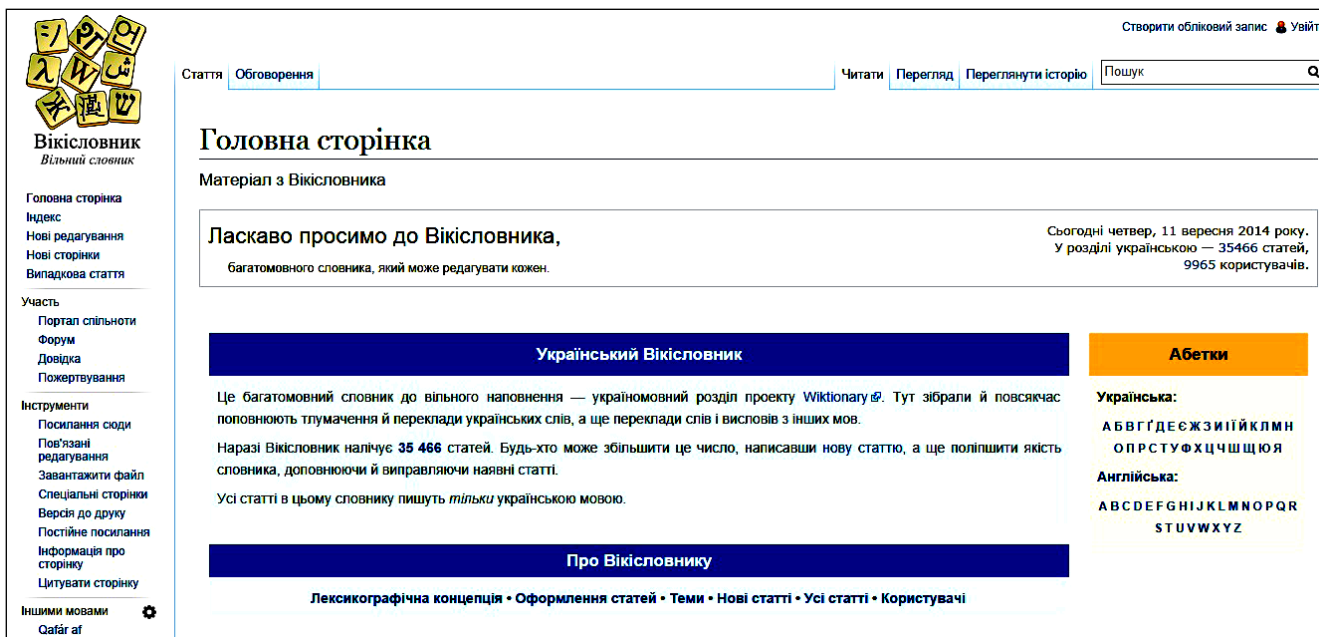 Створити обліковий запис Увійт
Стаття Обговорення Читати Перегляд Переглянути історію Пошук
Вікісловник
Вільний словник
Головна сторінка
Індекс
Нові редагування
Нові сторінки
Випадкова стаття
Участь
Портал спільноти
Форум
Довідка
Пожертвування
Інструменти
Посилання сюди
Пов'язані
редагування
Завантажити файл
Спеціальні сторінки
Версія до друку
Постійне посилання
Інформація про
сторінку
Цитувати сторінку
Іншими мовами
Qafár af
Головна сторінка
Матеріал з Вікісловника
Ласкаво просимо до Вікісловника,
багатомовного словника, який може редагувати кожен.
Сьогодні четвер, 11 вересня 2014 року.
У розділі українською — 35466 статей,
9965 користувачів.
Український Вікісловник
Це багатомовний словник до вільного наповнення — україномовний розділ проекту Wiktionary. Тут зібрали й повсякчас
поповнюють тлумачення й переклади українських слів, а ще переклади слів і висловів з інших мов.
Наразі Вікісловник налічує 35 466 статей. Будь-хто може збільшити це число, написавши нову статтю, а ще поліпшити якість
словника, доповнюючи й виправляючи наявні статті.
Усі статті в цьому словнику пишуть тільки українською мовою.
Про Вікісловнику
Лексикографічна концепція • Оформлення статей • Теми • Нові статті • Усі статті • Користувачі
Абетки
Українська:
А Б В Г Ґ Д Е Є Ж З И І Ї Й К Л М Н
О П Р С Т У Ф Х Ц Ч Ш Щ Ю Я
Англійська:
A B C D E F G H I J K L M N O P Q R
S T U V W X Y Z